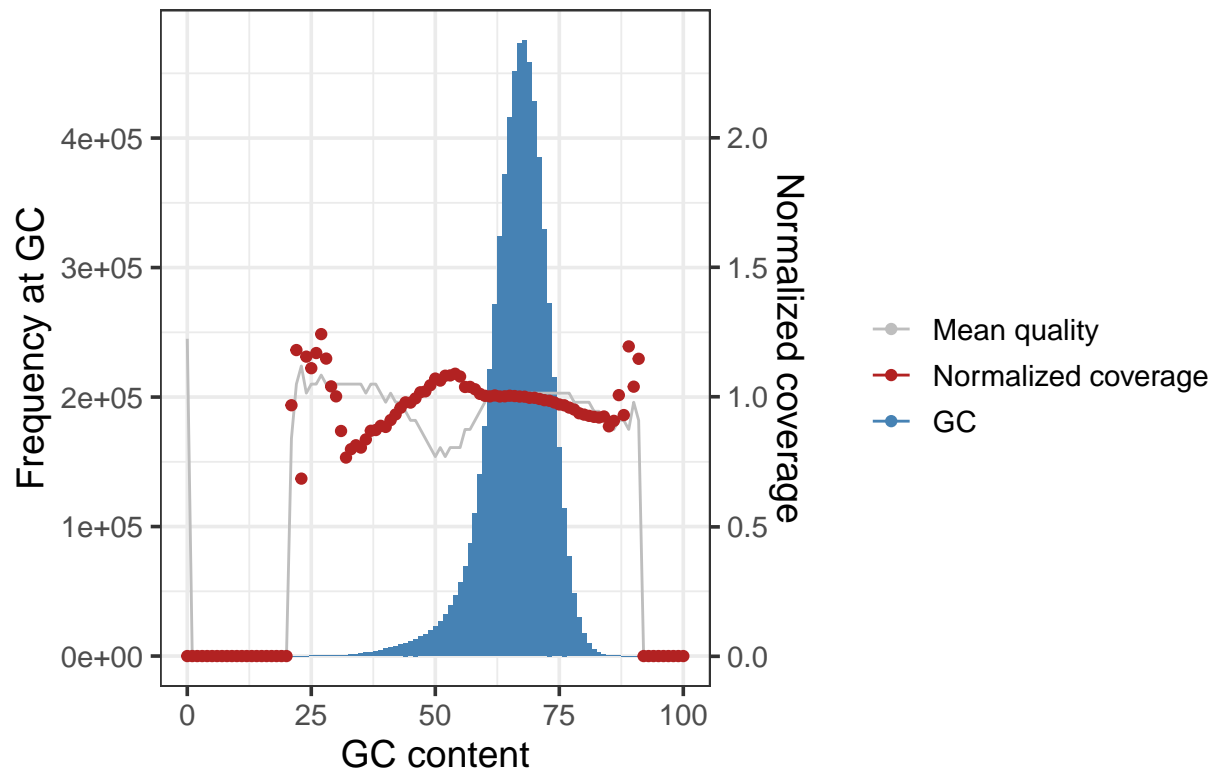 Frequency at GC
4e+05
3e+05
2e+05
1e+05
0e+00
2.0
1.5
1.0
0.5
0.0
Normalized coverage
0 25 50 75 100
GC content
Mean quality
Normalized coverage
GC